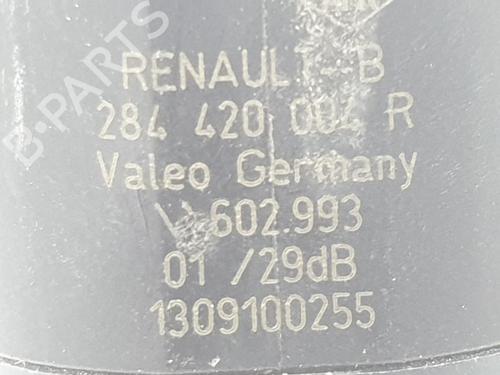 RENAULT - B
284 420 004 R
Valeo Germany
602.993
01 /29dB
1309100255
B-PARTS